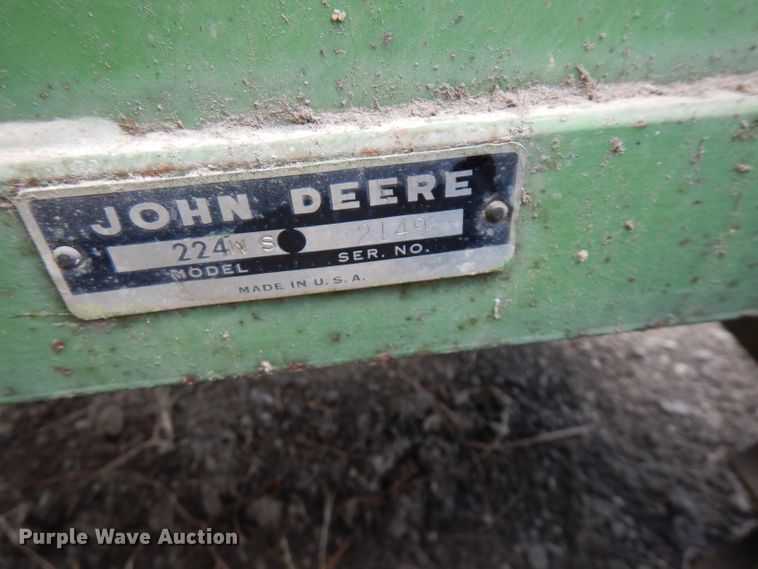 JOHN DEERE
224W S 2149
MODEL SER. NO.
MADE IN U.S.A.
Purple Wave Auction